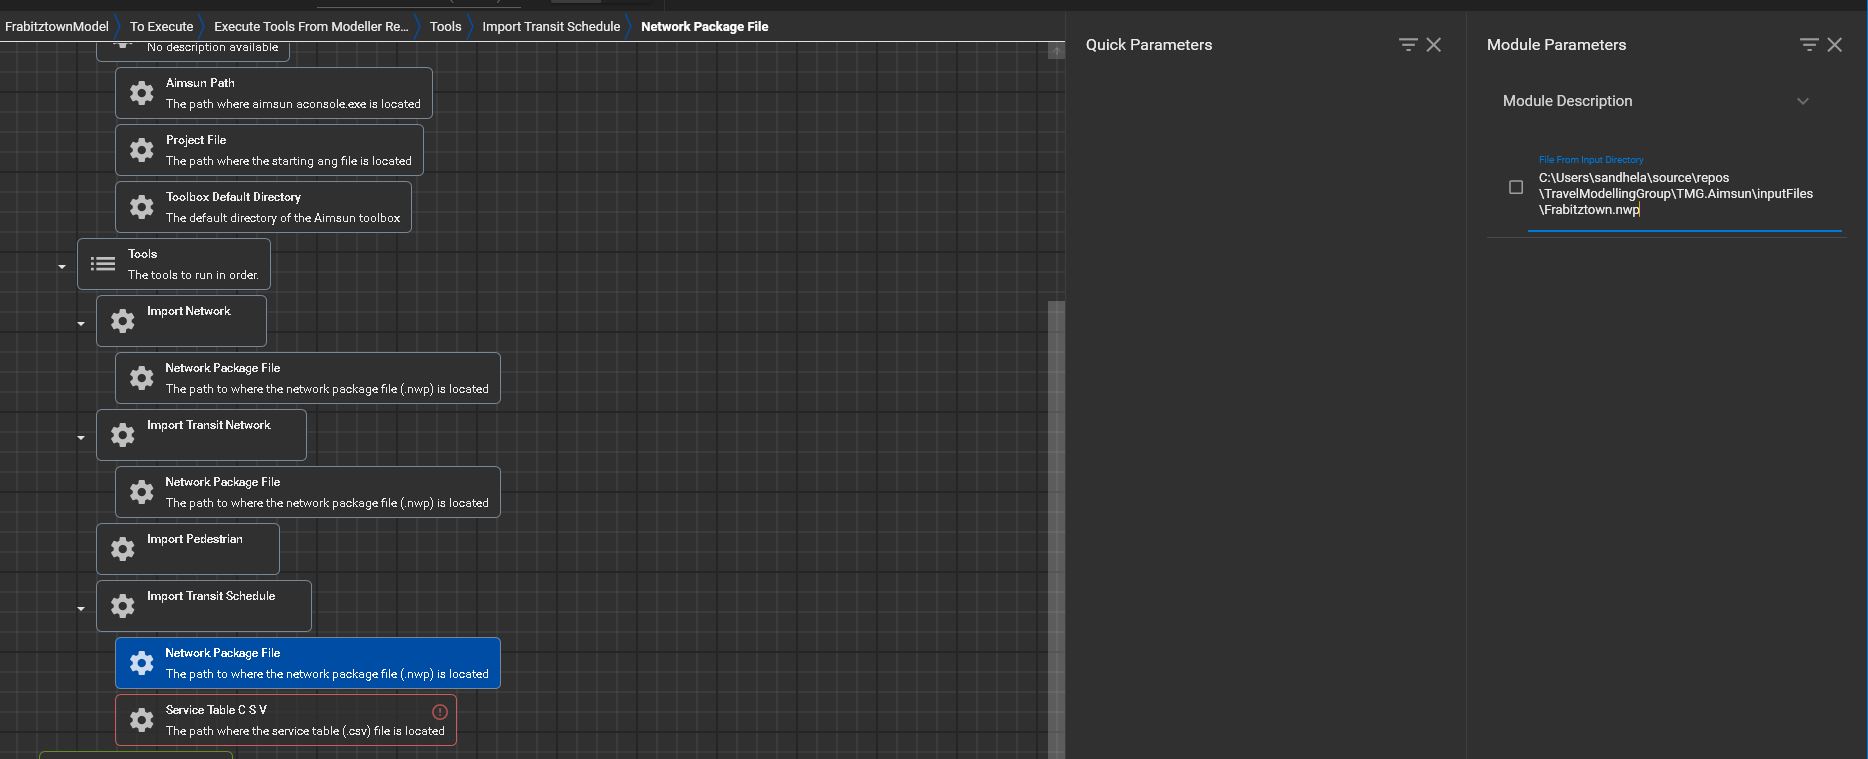 FrabitztownModel To Execute Execute Tools From Modeller Re... Tools Import Transit Schedule Network Package File
No description available
Aimsun Path
The path where aimsun aconsole.exe is located
Project File
The path where the starting ang file is located
Toolbox Default Directory
The default directory of the Aimsun toolbox
Tools
The tools to run in order.
Import Network
Network Package File
The path to where the network package file (.nwp) is located
Import Transit Network
Network Package File
The path to where the network package file (.nwp) is located
Import Pedestrian
Import Transit Schedule
Network Package File
The path to where the network package file (.nwp) is located
Service Table C S V
The path where the service table (.csv) file is located
Quick Parameters
Module Parameters
Module Description
File From Input Directory
C:\Users\sandhela\source\repos
\TravelModellingGroup\TMG.Aimsun\inputFiles
\Frabitztown.nwp